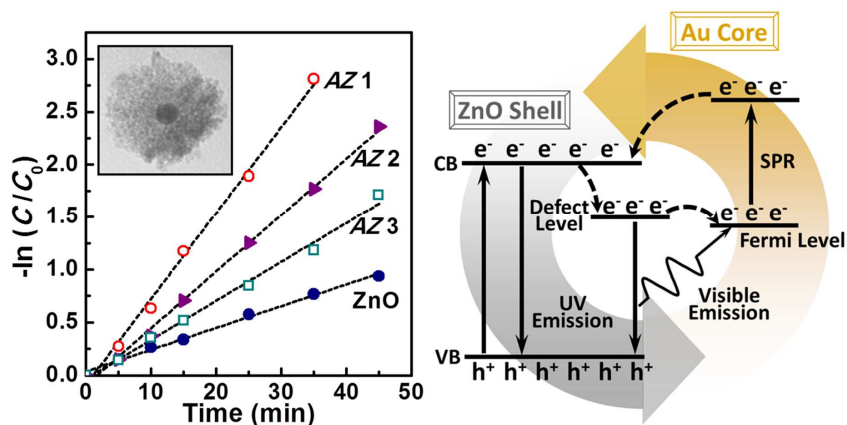 3.0
2.5
2.0
1.5
1.0
0.5
0.0
-ln (C/C₀)
0 10 20 30 40 50
Time (min)
AZ 1
AZ 2
AZ 3
ZnO
Au Core
ZnO Shell
e⁻ e⁻ e⁻
SPR
e⁻ e⁻ e⁻
Fermi Level
CB
e⁻ e⁻ e⁻ e⁻ e⁻ e⁻
e⁻ e⁻ e⁻
Defect
Level
UV
Emission
Visible
Emission
VB
h⁺ h⁺ h⁺ h⁺ h⁺ h⁺